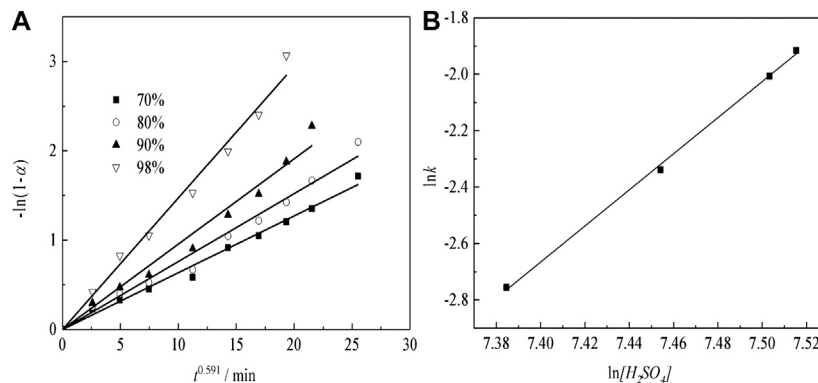 A
-ln(1-α)
3
2
1
0
70%
80%
90%
98%
0 5 10 15 20 25 30
t^0.591 / min
B
lnk
-1.8
-2.0
-2.2
-2.4
-2.6
-2.8
7.38 7.40 7.42 7.44 7.46 7.48 7.50 7.52
ln[H₂SO₄]